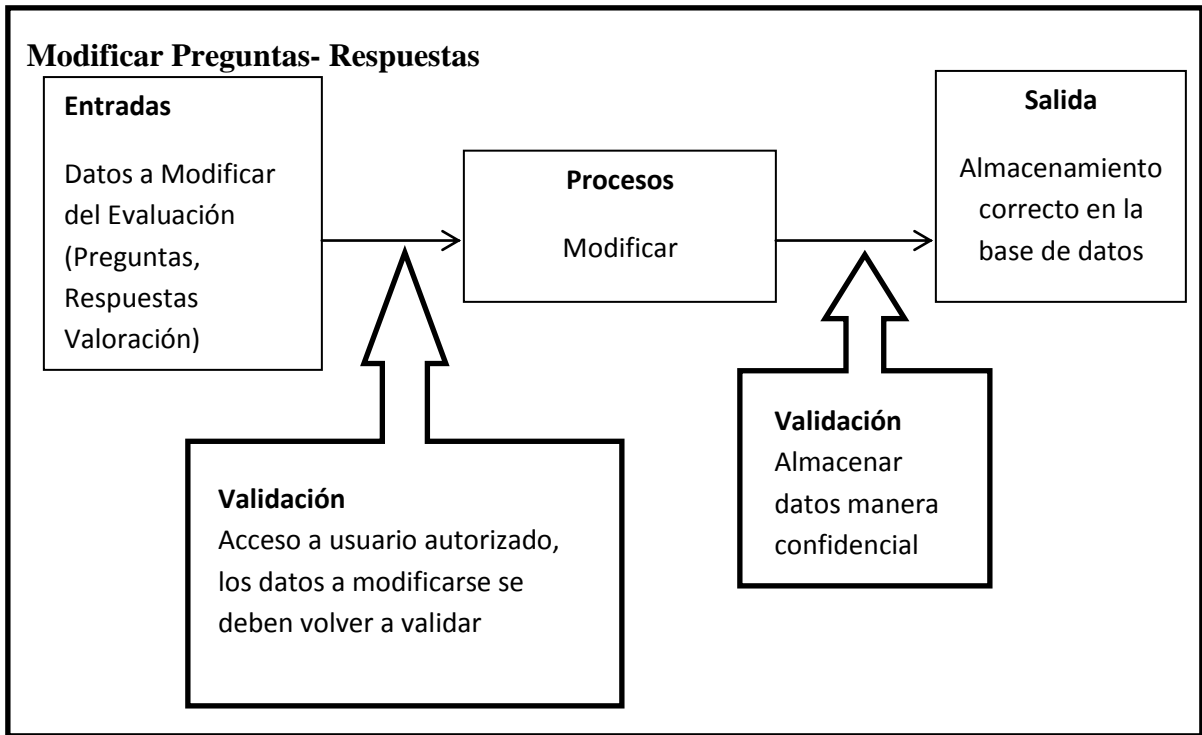 Modificar Preguntas- Respuestas
Entradas
Datos a Modificar
del Evaluación
(Preguntas,
Respuestas
Valoración)
Procesos
Modificar
Salida
Almacenamiento
correcto en la
base de datos
Validación
Acceso a usuario autorizado,
los datos a modificarse se
deben volver a validar
Validación
Almacenar
datos manera
confidencial